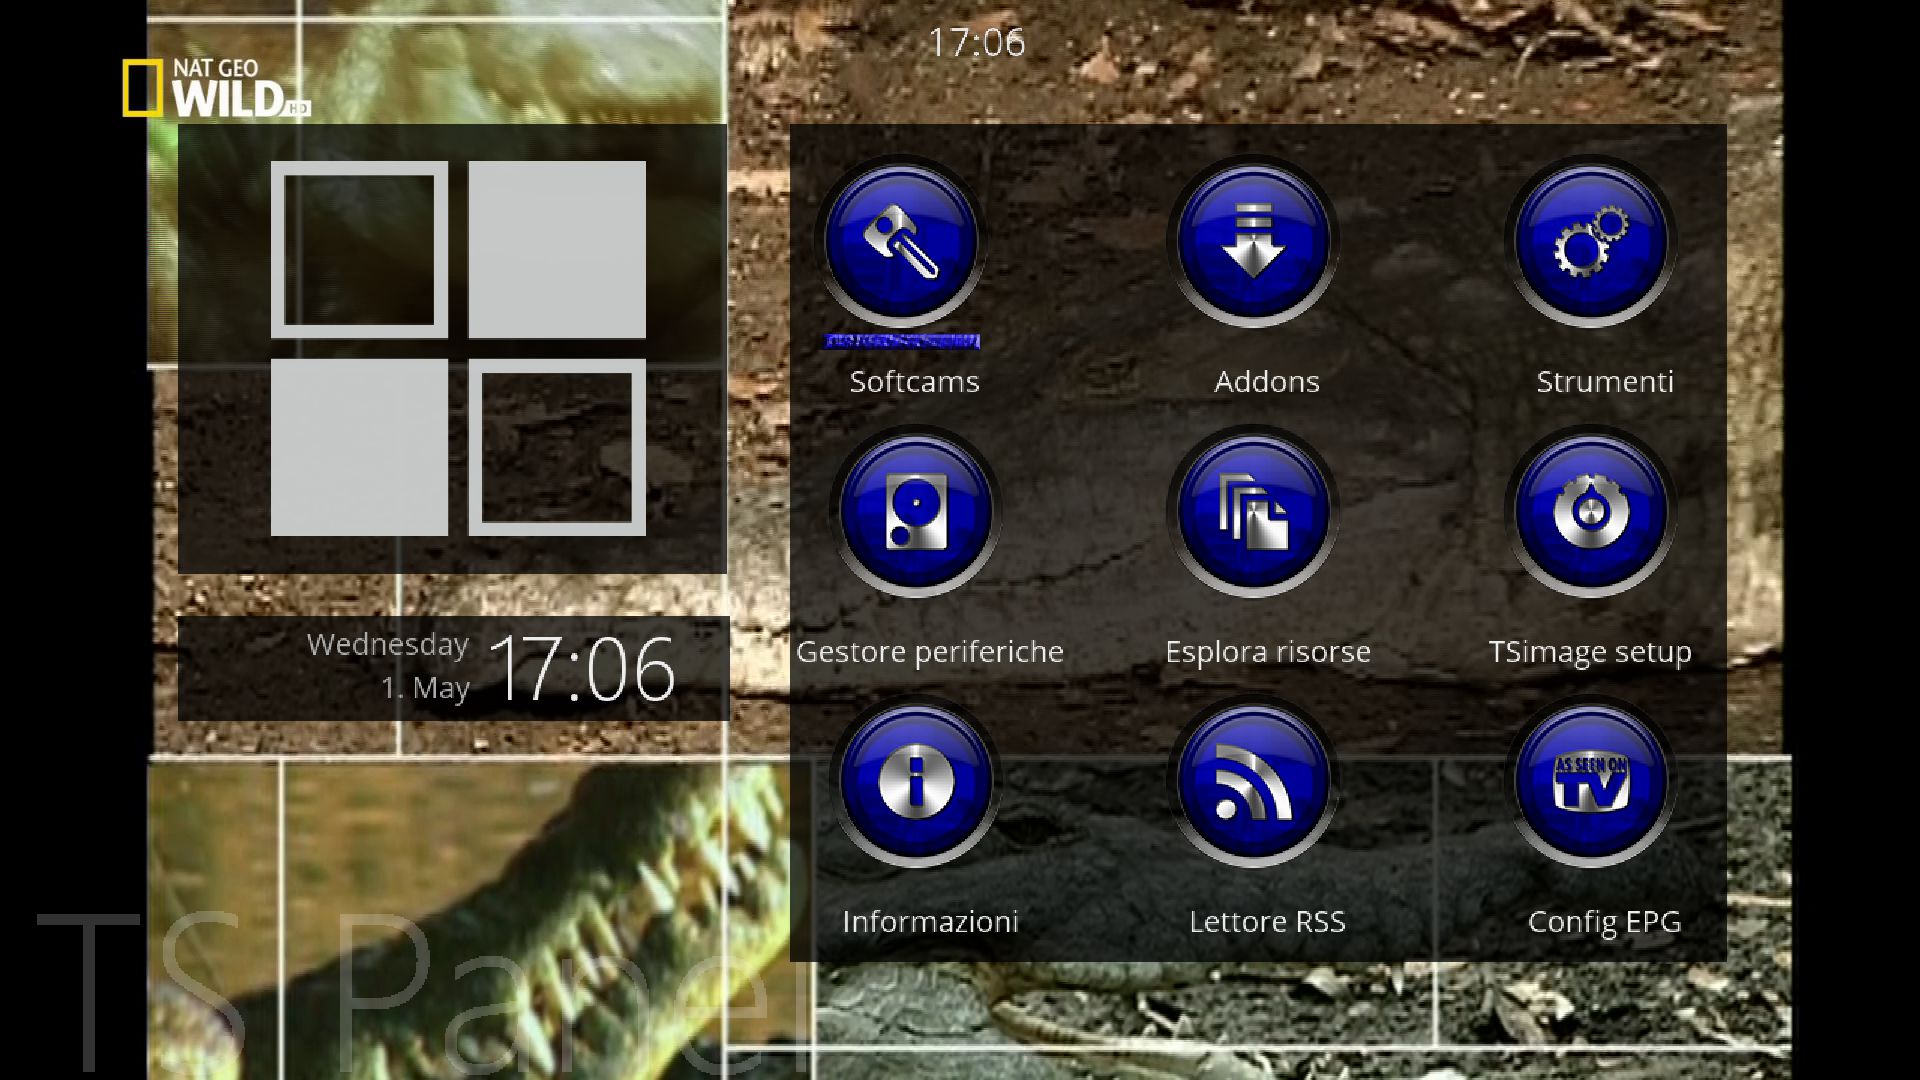 17:06
NAT GEO
WILD HD
Softcams
Addons
Strumenti
Gestore periferiche
Esplora risorse
TSimage setup
Wednesday
1. May
17:06
AS SEEN ON
TV
Informazioni
Lettore RSS
Config EPG
TS Panel